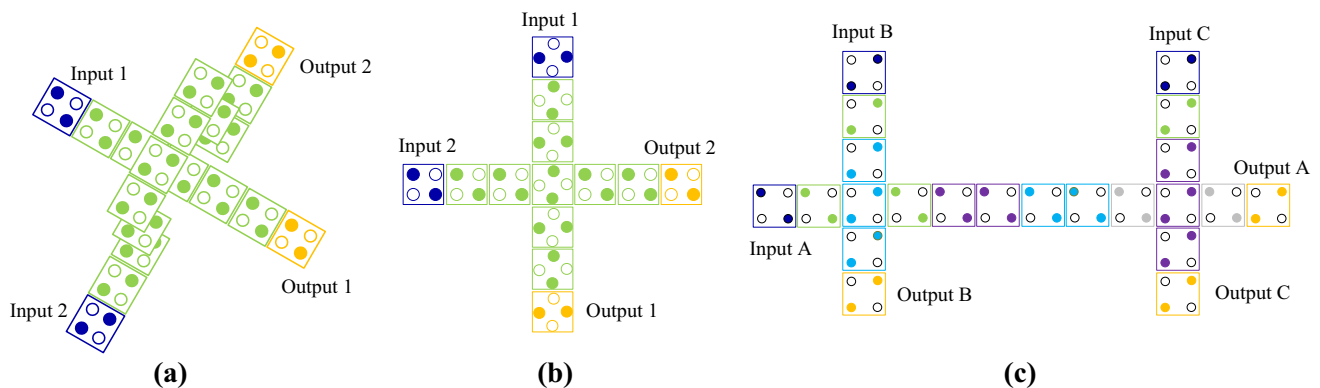 Input 1
Output 2
Input 2
Output 1
(a)
Input 1
Input 2
Output 2
Output 1
(b)
Input B
Input C
Output A
Input A
Output B
Output C
(c)